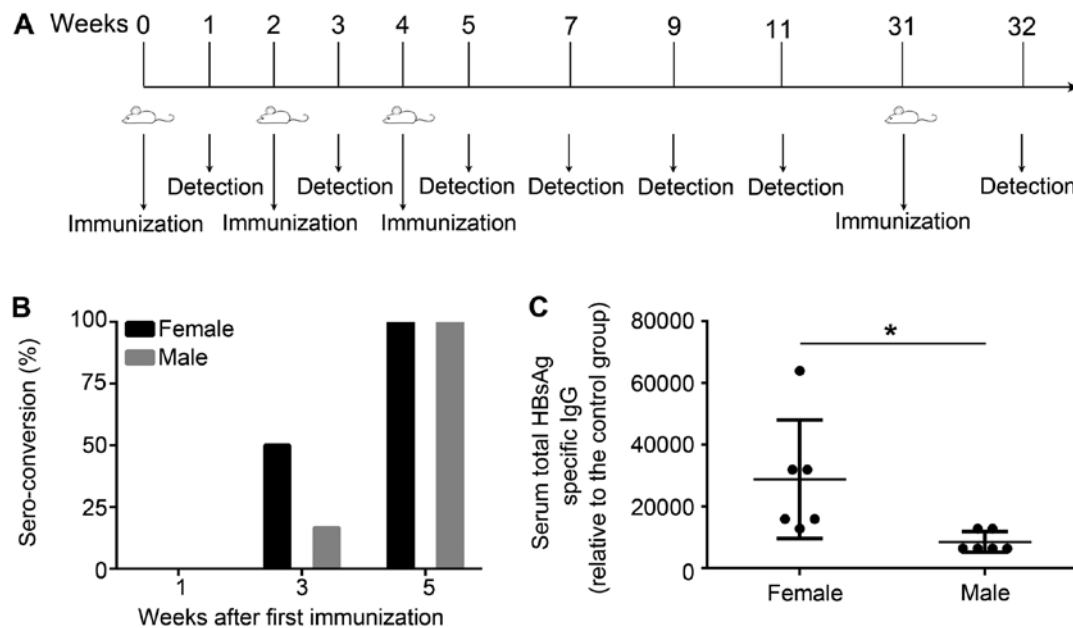 A Weeks 0 1 2 3 4 5 7 9 11 31 32
Detection Detection Detection Detection Detection Detection Detection
Immunization Immunization Immunization Immunization
B
100
75
50
25
0
Sero-conversion (%)
Female
Male
1 3 5
Weeks after first immunization
C
Serum total HBsAg
specific IgG
(relative to the control group)
80000
60000
40000
20000
0
*
Female Male